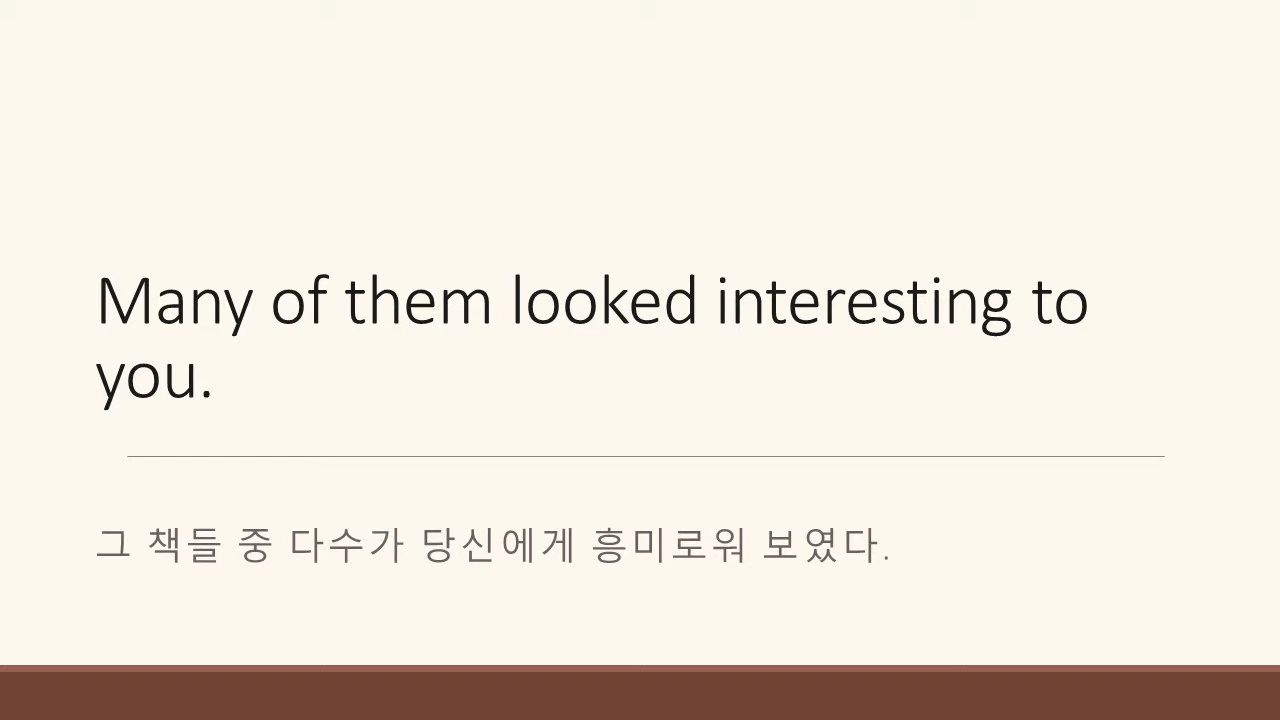 Many of them looked interesting to
you.
그 책들 중 다수가 당신에게 흥미로워 보였다.